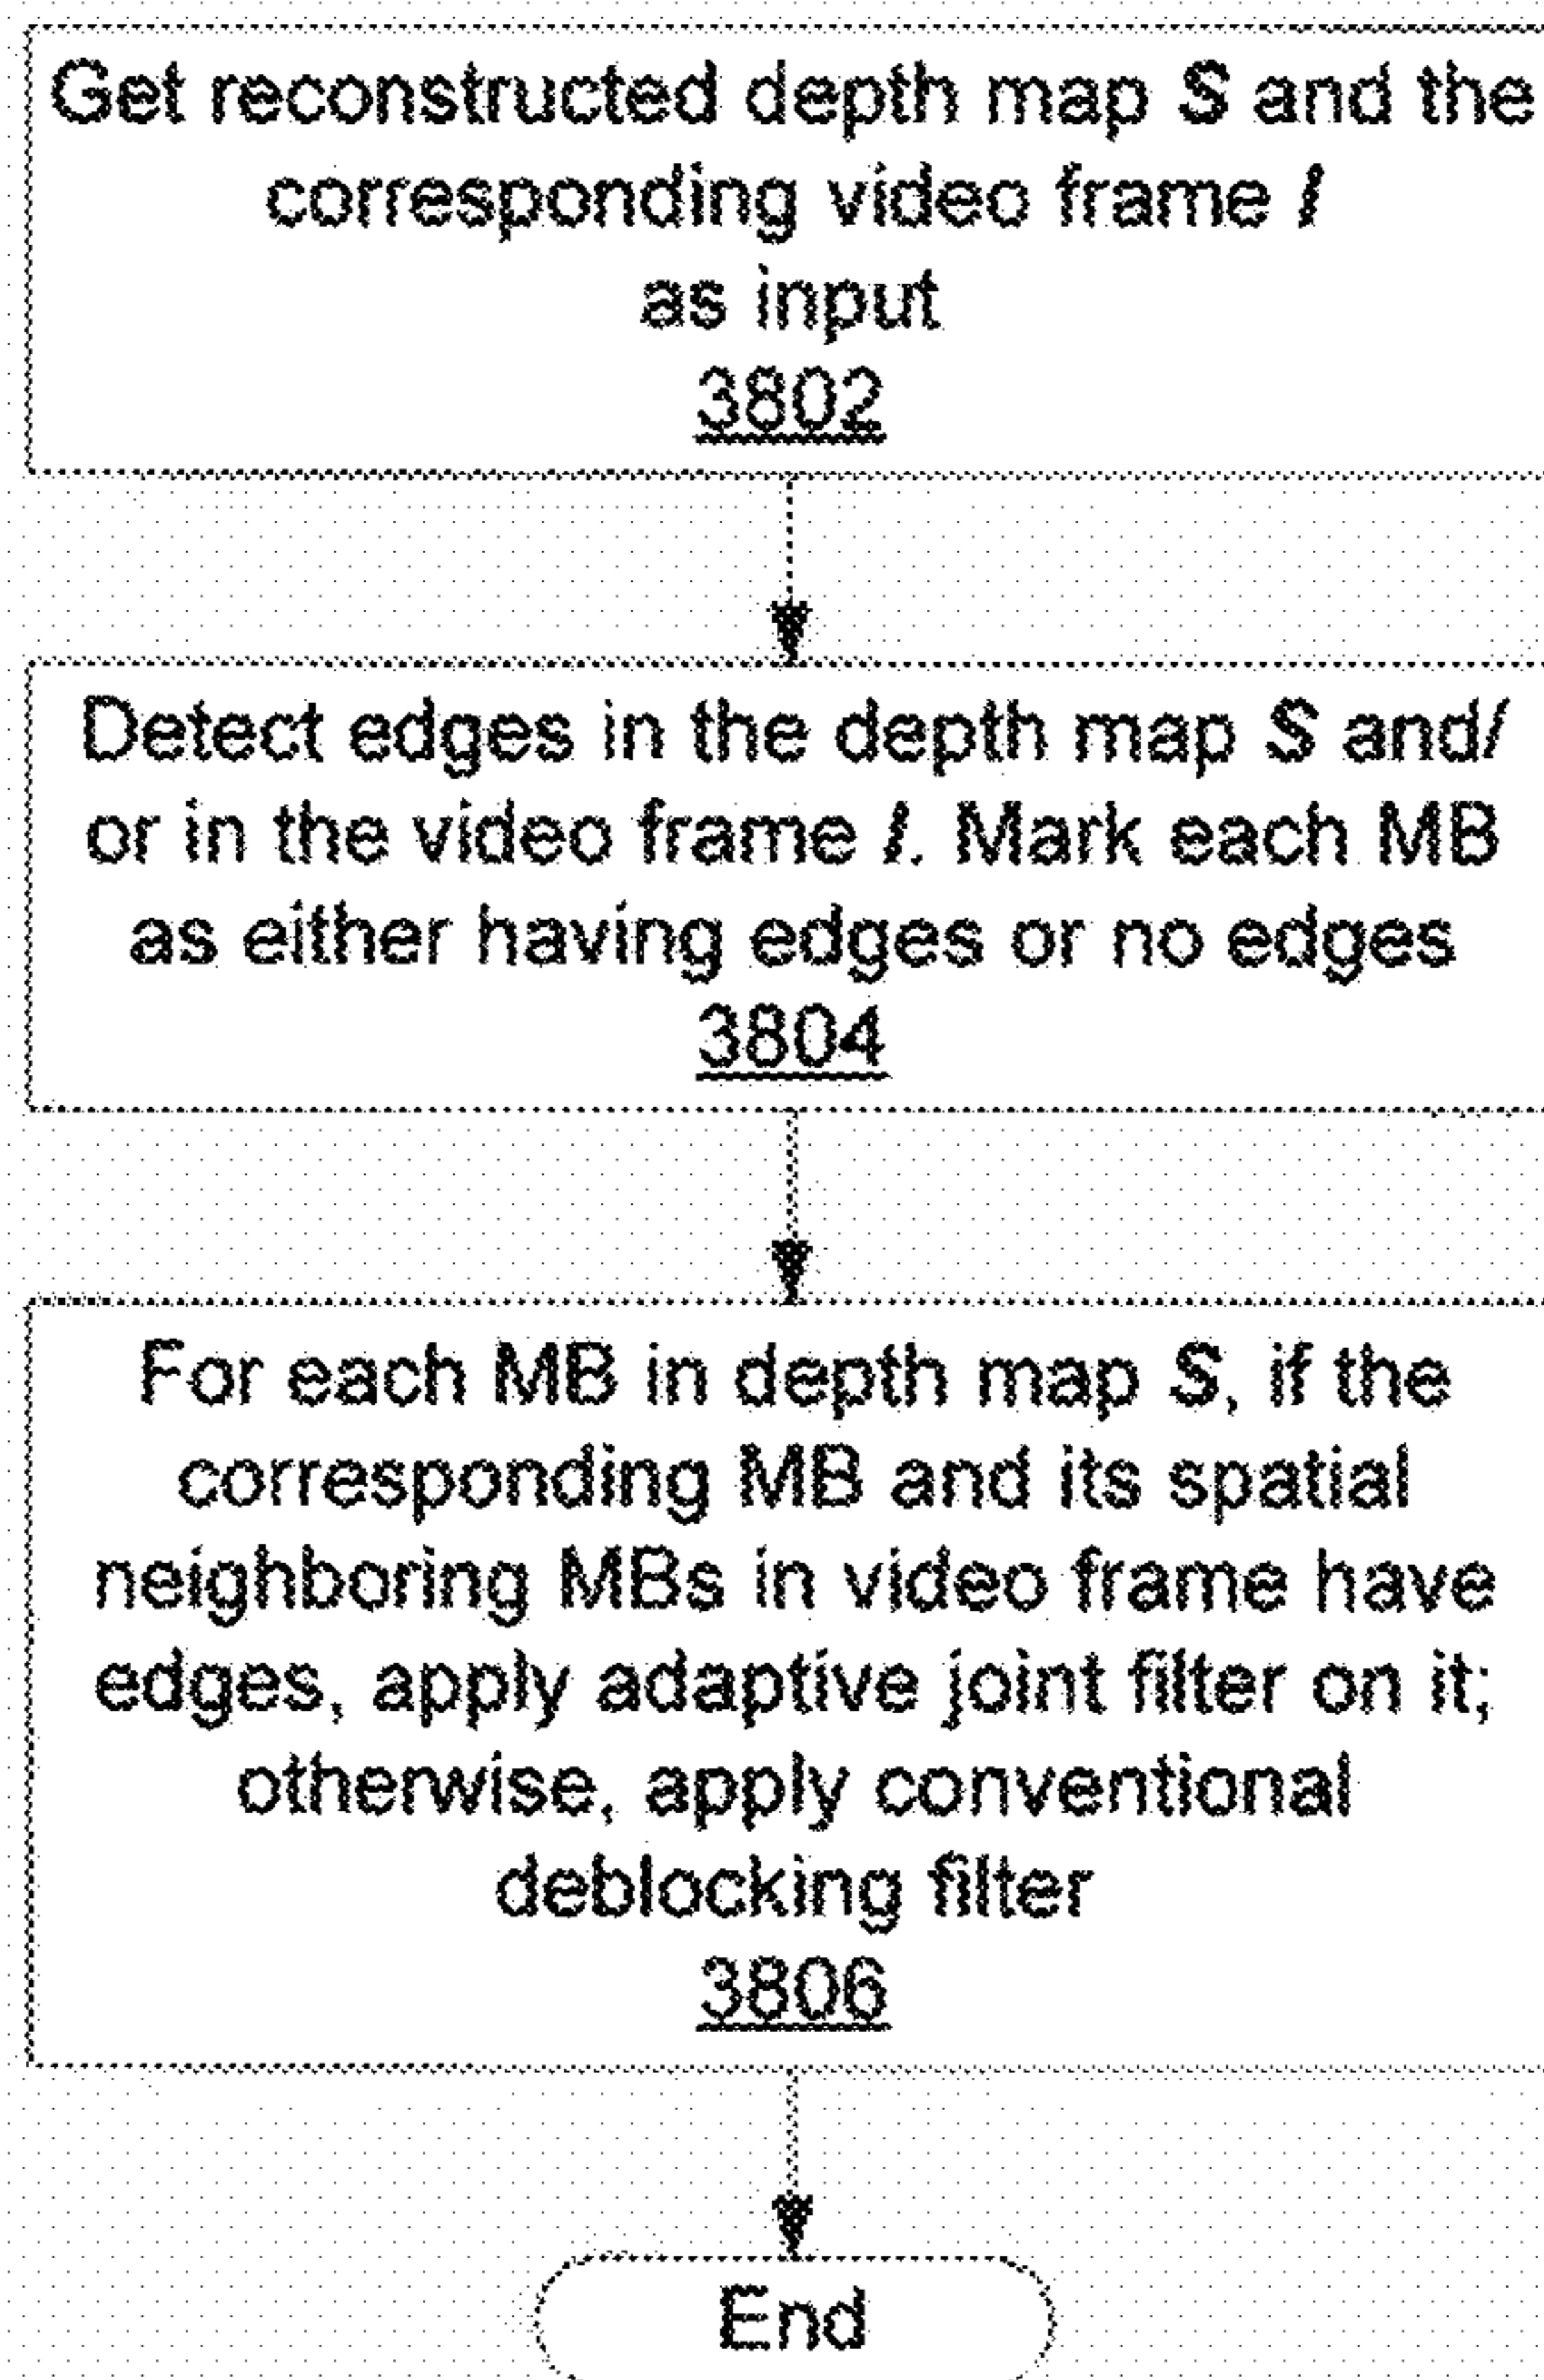 Get reconstructed depth map S and the
corresponding video frame I
as input
3802
Detect edges in the depth map S and/
or in the video frame I. Mark each MB
as either having edges or no edges
3804
For each MB in depth map S, if the
corresponding MB and its spatial
neighboring MBs in video frame have
edges, apply adaptive joint filter on it;
otherwise, apply conventional
deblocking filter
3806
End